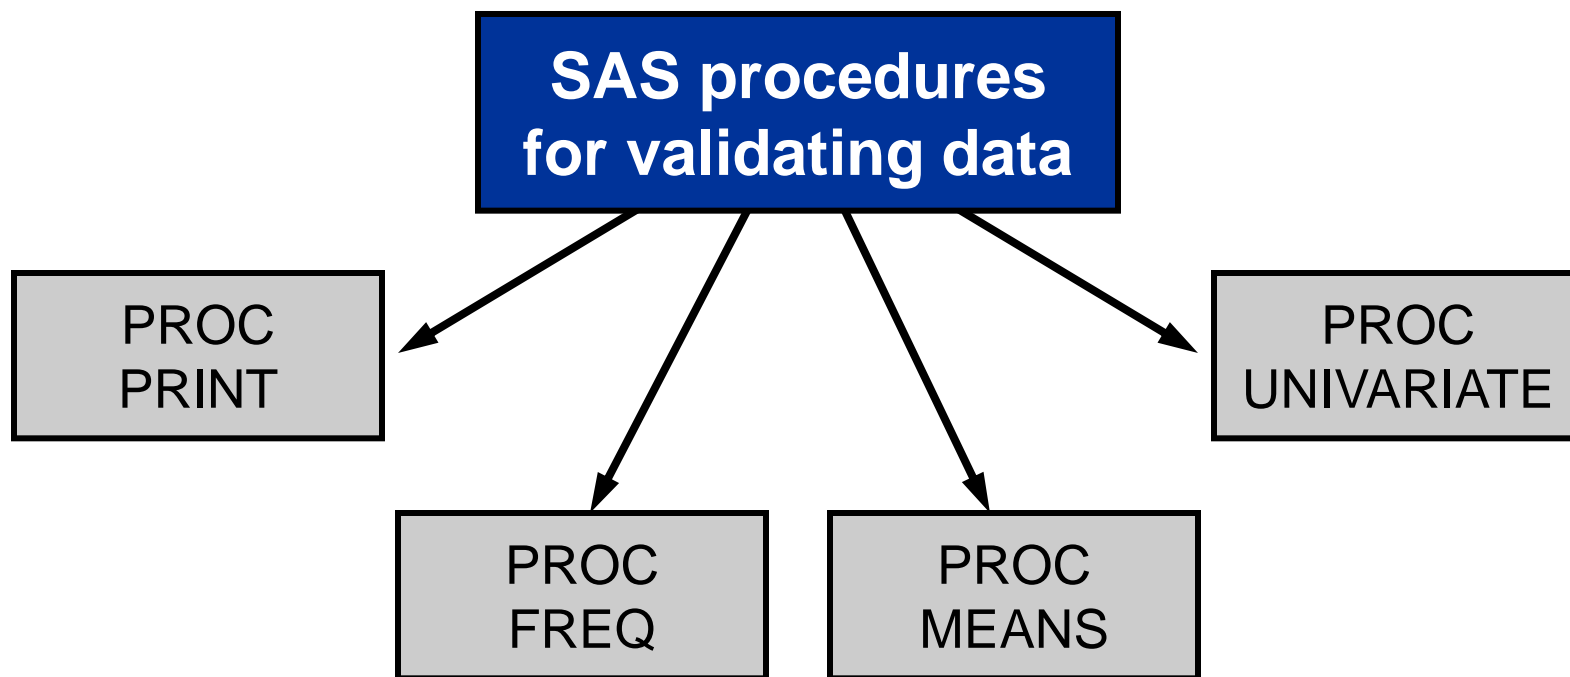 SAS procedures
for validating data
PROC
PRINT
PROC
UNIVARIATE
PROC
FREQ
PROC
MEANS